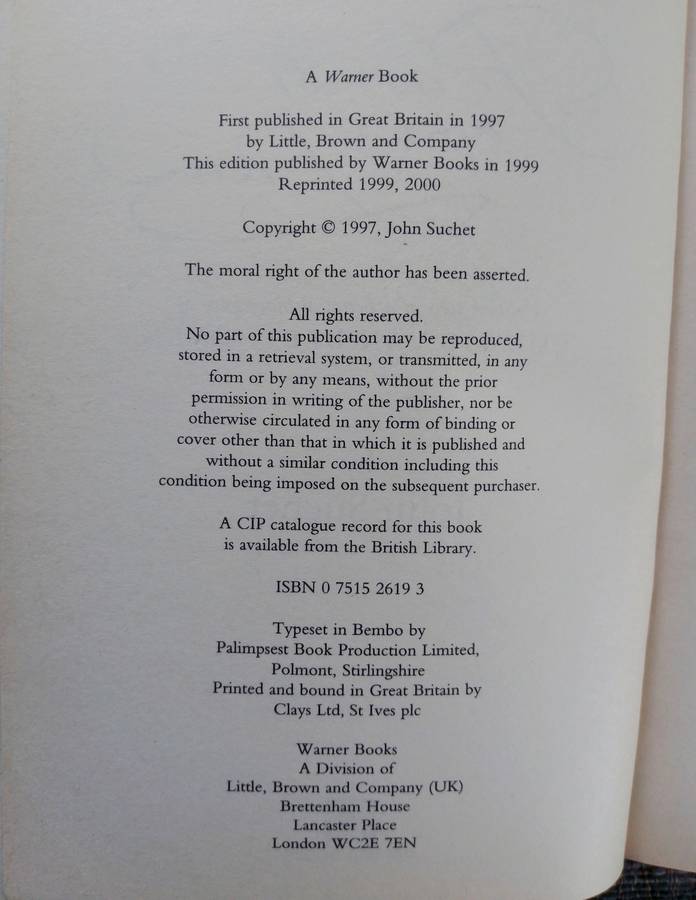 A Warner Book
First published in Great Britain in 1997
by Little, Brown and Company
This edition published by Warner Books in 1999
Reprinted 1999, 2000
Copyright © 1997, John Suchet
The moral right of the author has been asserted.
All rights reserved.
No part of this publication may be reproduced,
stored in a retrieval system, or transmitted, in any
form or by any means, without the prior
permission in writing of the publisher, nor be
otherwise circulated in any form of binding or
cover other than that in which it is published and
without a similar condition including this
condition being imposed on the subsequent purchaser.
A CIP catalogue record for this book
is available from the British Library.
ISBN 0 7515 2619 3
Typeset in Bembo by
Palimpsest Book Production Limited,
Polmont, Stirlingshire
Printed and bound in Great Britain by
Clays Ltd, St Ives plc
Warner Books
A Division of
Little, Brown and Company (UK)
Brettenham House
Lancaster Place
London WC2E 7EN